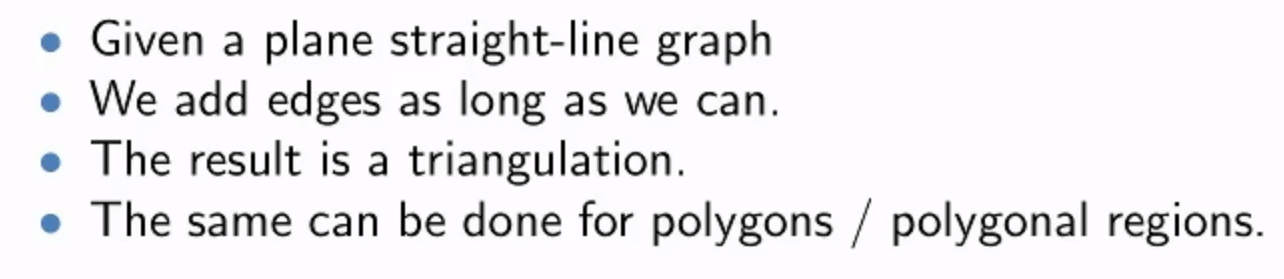 • Given a plane straight-line graph
• We add edges as long as we can.
• The result is a triangulation.
• The same can be done for polygons / polygonal regions.